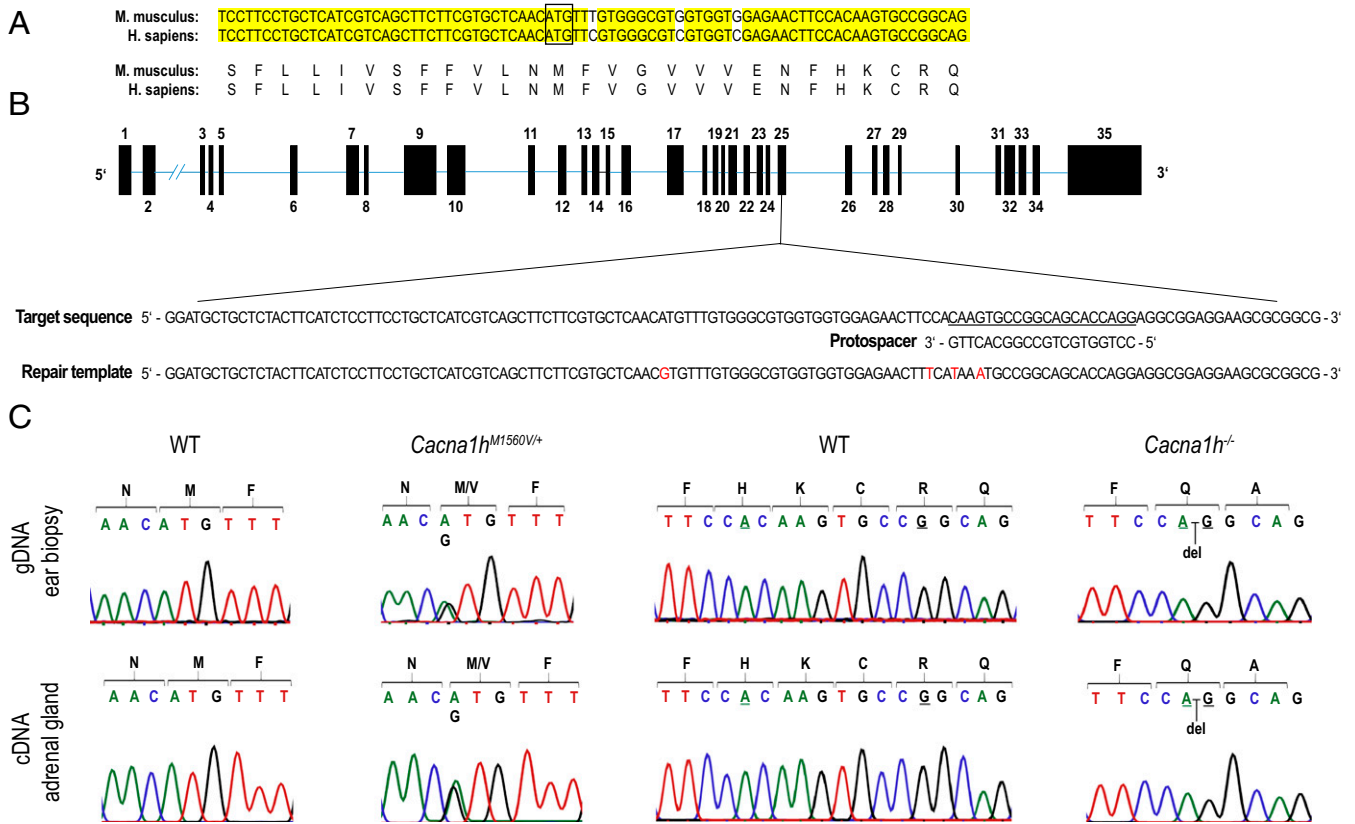 A
M. musculus: TCCTTCCTGCTCATCGTCAGCTTCTTCGTGCTCAACATGTTTGTGGGCGTGGTGGTGGAGAACTTCCACAAGTGCCGGCAG
H. sapiens: TCCTTCCTGCTCATCGTCAGCTTCTTCGTGCTCAACATGTTCGTGGGCGTCGTGGTCGAGAACTTCCACAAGTGCCGGCAG
M. musculus: S F L L I V S F F V L N M F V G V V V E N F H K C R Q
H. sapiens: S F L L I V S F F V L N M F V G V V V E N F H K C R Q
B
1 3 5 7 9 11 13 15 17 19 21 23 25 27 29 31 33 35
5‘ 3‘
2 4 6 8 10 12 14 16 18 20 22 24 26 28 30 32 34
Target sequence 5‘ - GGATGCTGCTCTACTTCATCTCCTTCCTGCTCATCGTCAGCTTCTTCGTGCTCAACATGTTTGTGGGCGTGGTGGTGGAGAACTTCCACAAGTGCCGGCAGCACCAGGAGGCGGAGGAAGCGCGGCG - 3‘
Protospacer 3‘ - GTTCACGGCCGTCGTGGTCC - 5‘
Repair template 5‘ - GGATGCTGCTCTACTTCATCTCCTTCCTGCTCATCGTCAGCTTCTTCGTGCTCAACGTGTTTGTGGGCGTGGTGGTGGAGAACTTTCATAAATGCCGGCAGCACCAGGAGGCGGAGGAAGCGCGGCG - 3‘
C
WT Cacna1h^M1560V/+ WT Cacna1h^-/-
gDNA
ear biopsy
N M F N M/V F F H K C R Q F Q A
A A C A T G T T T A A C A T G T T T T T C C A C A A G T G C C G G C A G T T C C A G G C A G
G del
cDNA
adrenal gland
N M F N M/V F F H K C R Q F Q A
A A C A T G T T T A A C A T G T T T T T C C A C A A G T G C C G G C A G T T C C A G G C A G
G del